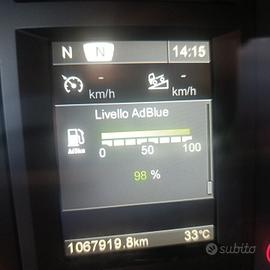 N N 14:15
- -
km/h km/h
Livello AdBlue
AdBlue
0 50 100
98 %
1067919.8km 33°C
subito